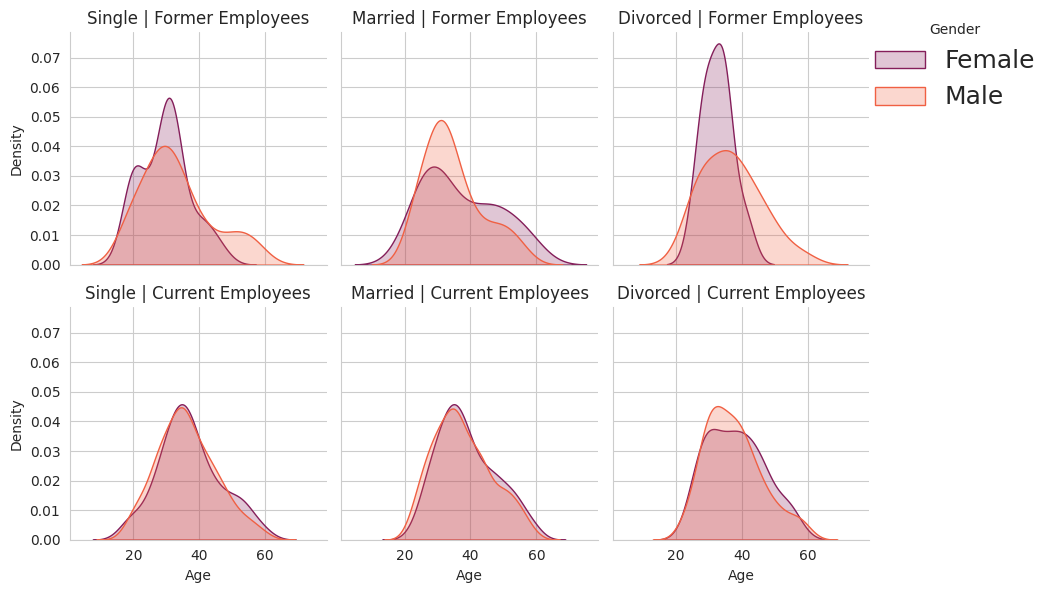 Single | Former Employees
Married | Former Employees
Divorced | Former Employees
Gender
Female
Male
0.07
0.06
0.05
0.04
0.03
0.02
0.01
0.00
Density
Single | Current Employees
Married | Current Employees
Divorced | Current Employees
0.07
0.06
0.05
0.04
0.03
0.02
0.01
0.00
Density
20 40 60
20 40 60
20 40 60
Age
Age
Age